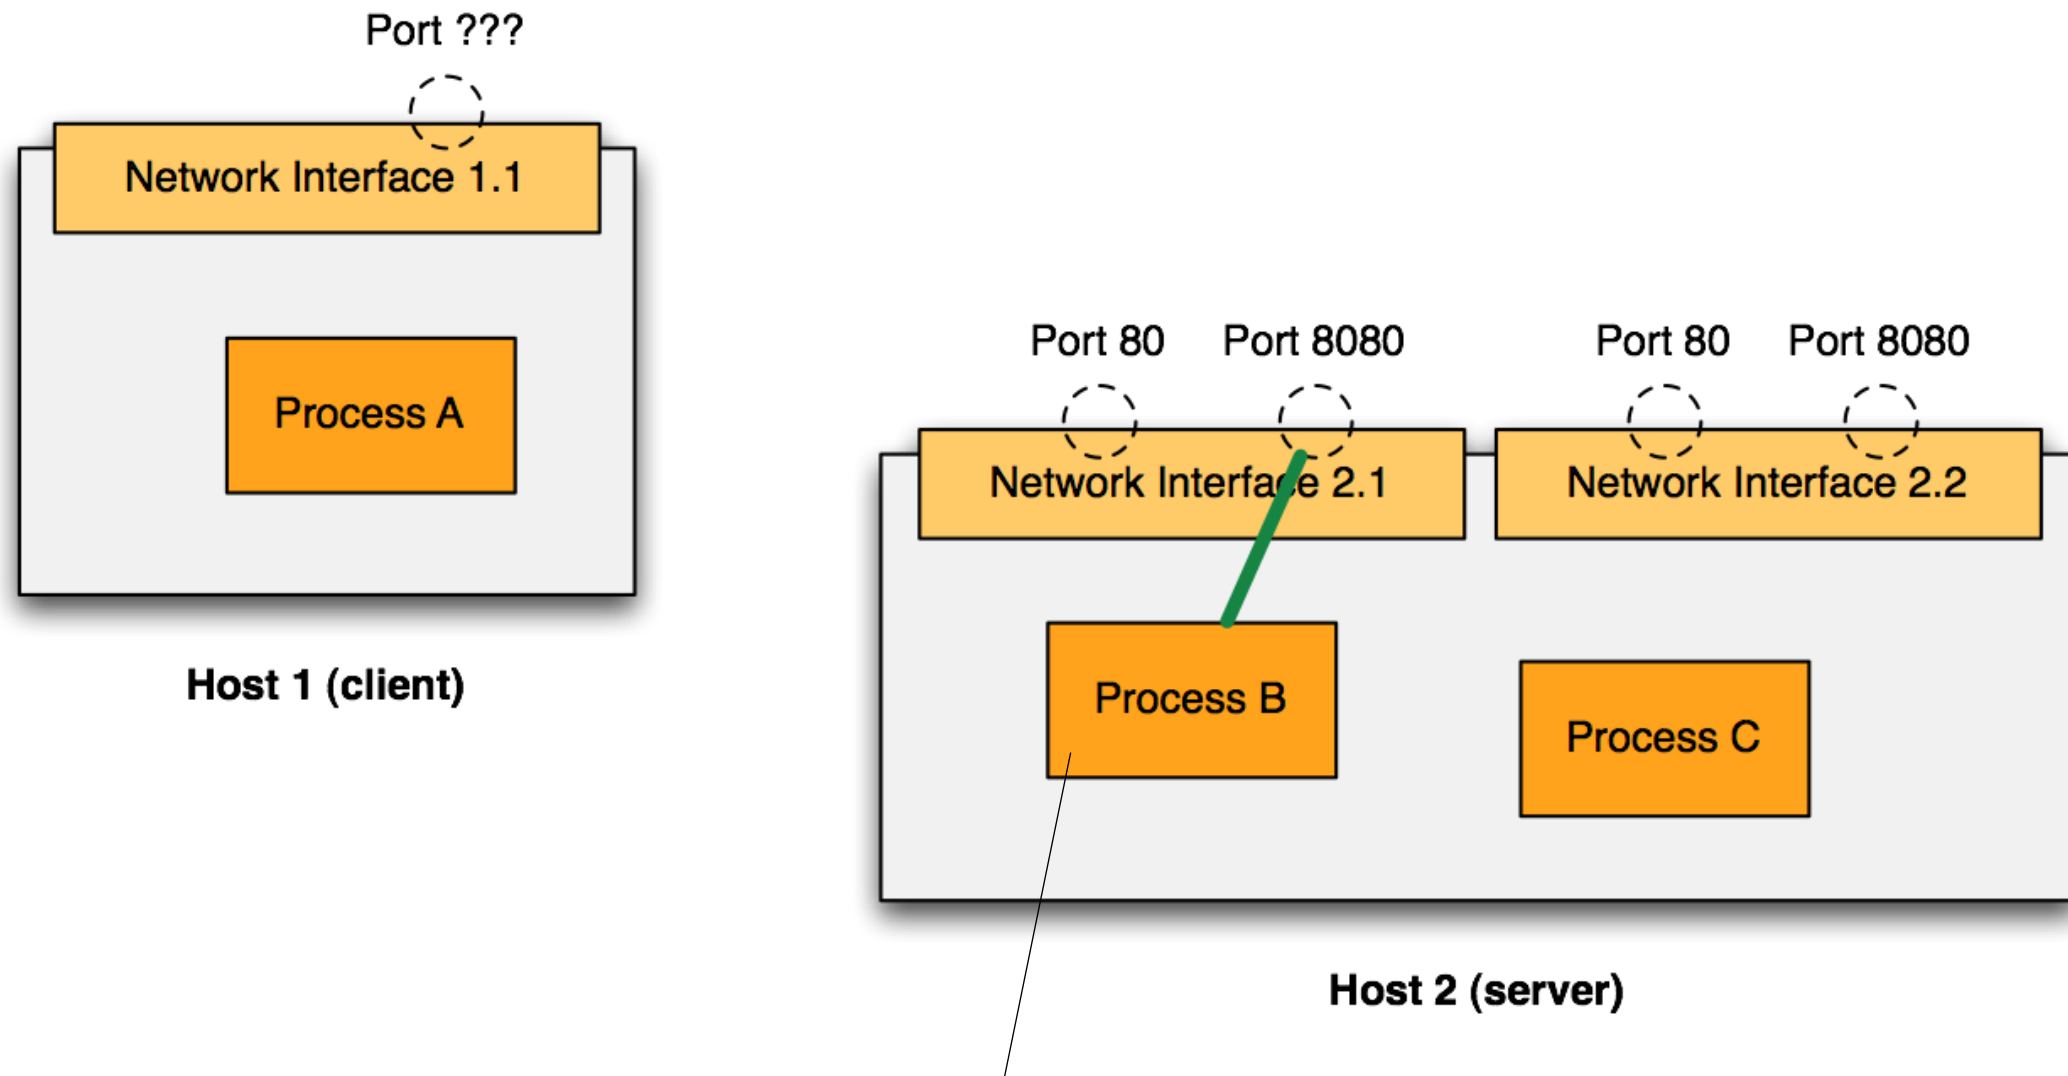 Port ???
Network Interface 1.1
Process A
Host 1 (client)
Port 80
Port 8080
Port 80
Port 8080
Network Interface 2.1
Network Interface 2.2
Process B
Process C
Host 2 (server)